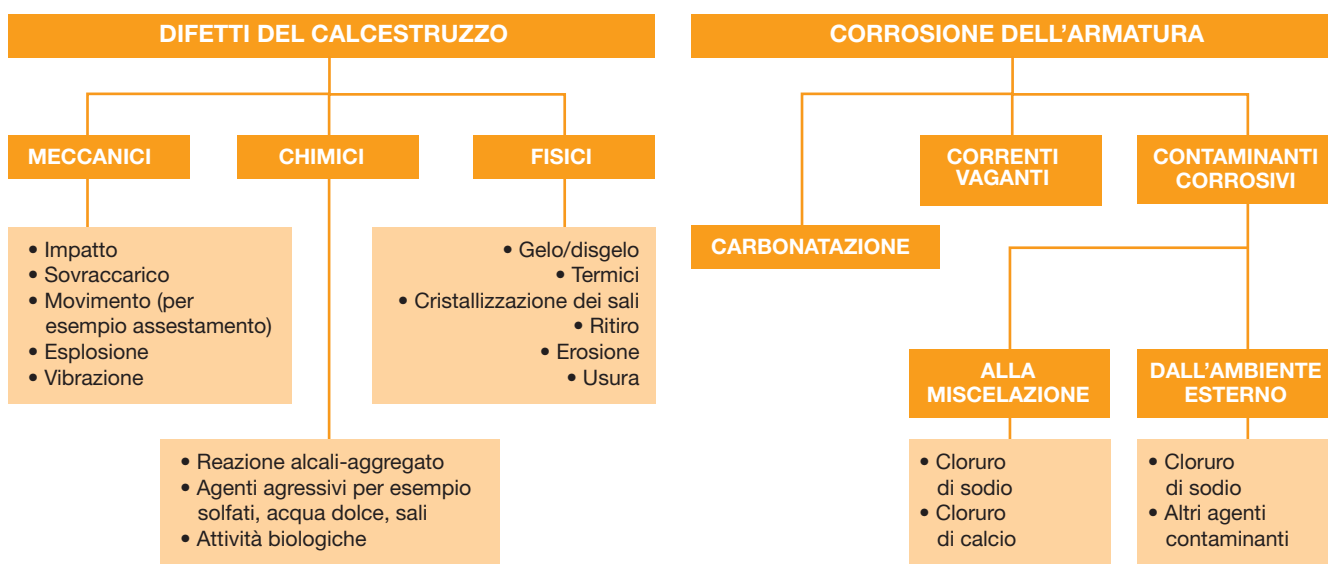 DIFETTI DEL CALCESTRUZZO
MECCANICI
CHIMICI
FISICI
• Impatto
• Sovraccarico
• Movimento (per
esempio assestamento)
• Esplosione
• Vibrazione
• Gelo/disgelo
• Termici
• Cristallizzazione dei sali
• Ritiro
• Erosione
• Usura
• Reazione alcali-aggregato
• Agenti agressivi per esempio
solfati, acqua dolce, sali
• Attività biologiche
CORROSIONE DELL’ARMATURA
CORRENTI
VAGANTI
CONTAMINANTI
CORROSIVI
CARBONATAZIONE
ALLA
MISCELAZIONE
DALL’AMBIENTE
ESTERNO
• Cloruro
di sodio
• Cloruro
di calcio
• Cloruro
di sodio
• Altri agenti
contaminanti